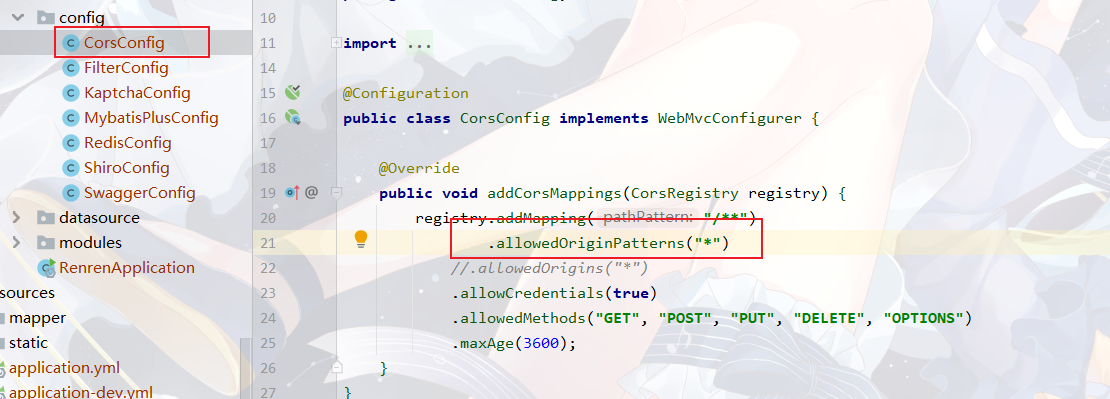 config
CorsConfig
FilterConfig
KaptchaConfig
MybatisPlusConfig
RedisConfig
ShiroConfig
SwaggerConfig
datasource
modules
RenrenApplication
sources
mapper
static
application.yml
application-dev.yml
10
11 import ...
14
15 @Configuration
16 public class CorsConfig implements WebMvcConfigurer {
17
18 @Override
19 @ public void addCorsMappings(CorsRegistry registry) {
20 registry.addMapping( pathPattern: "/**")
21 .allowedOriginPatterns("*")
22 //.allowedOrigins("*")
23 .allowCredentials(true)
24 .allowedMethods("GET", "POST", "PUT", "DELETE", "OPTIONS")
25 .maxAge(3600);
26 }
27 }